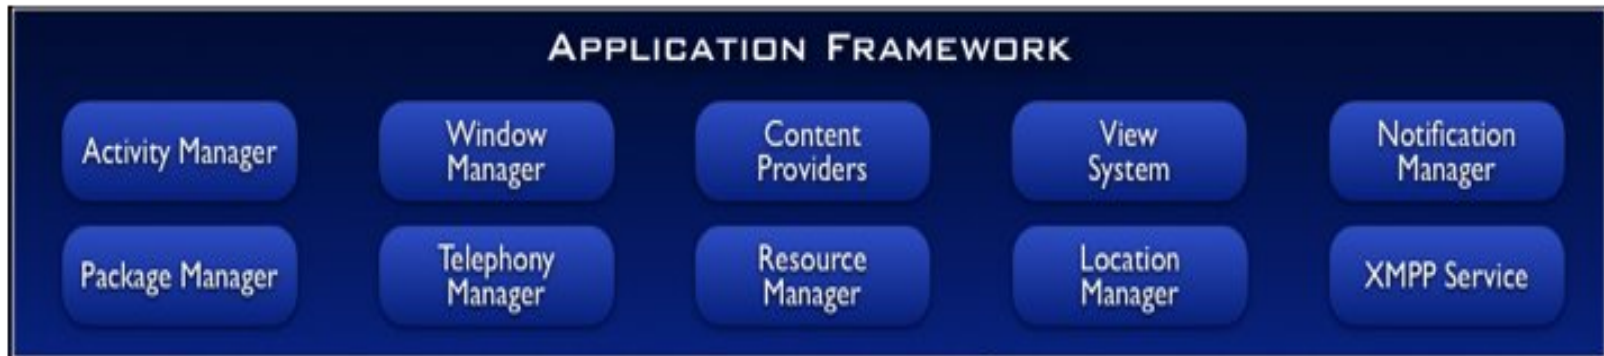 APPLICATION FRAMEWORK
Activity Manager
Window
Manager
Content
Providers
View
System
Notification
Manager
Package Manager
Telephony
Manager
Resource
Manager
Location
Manager
XMPP Service